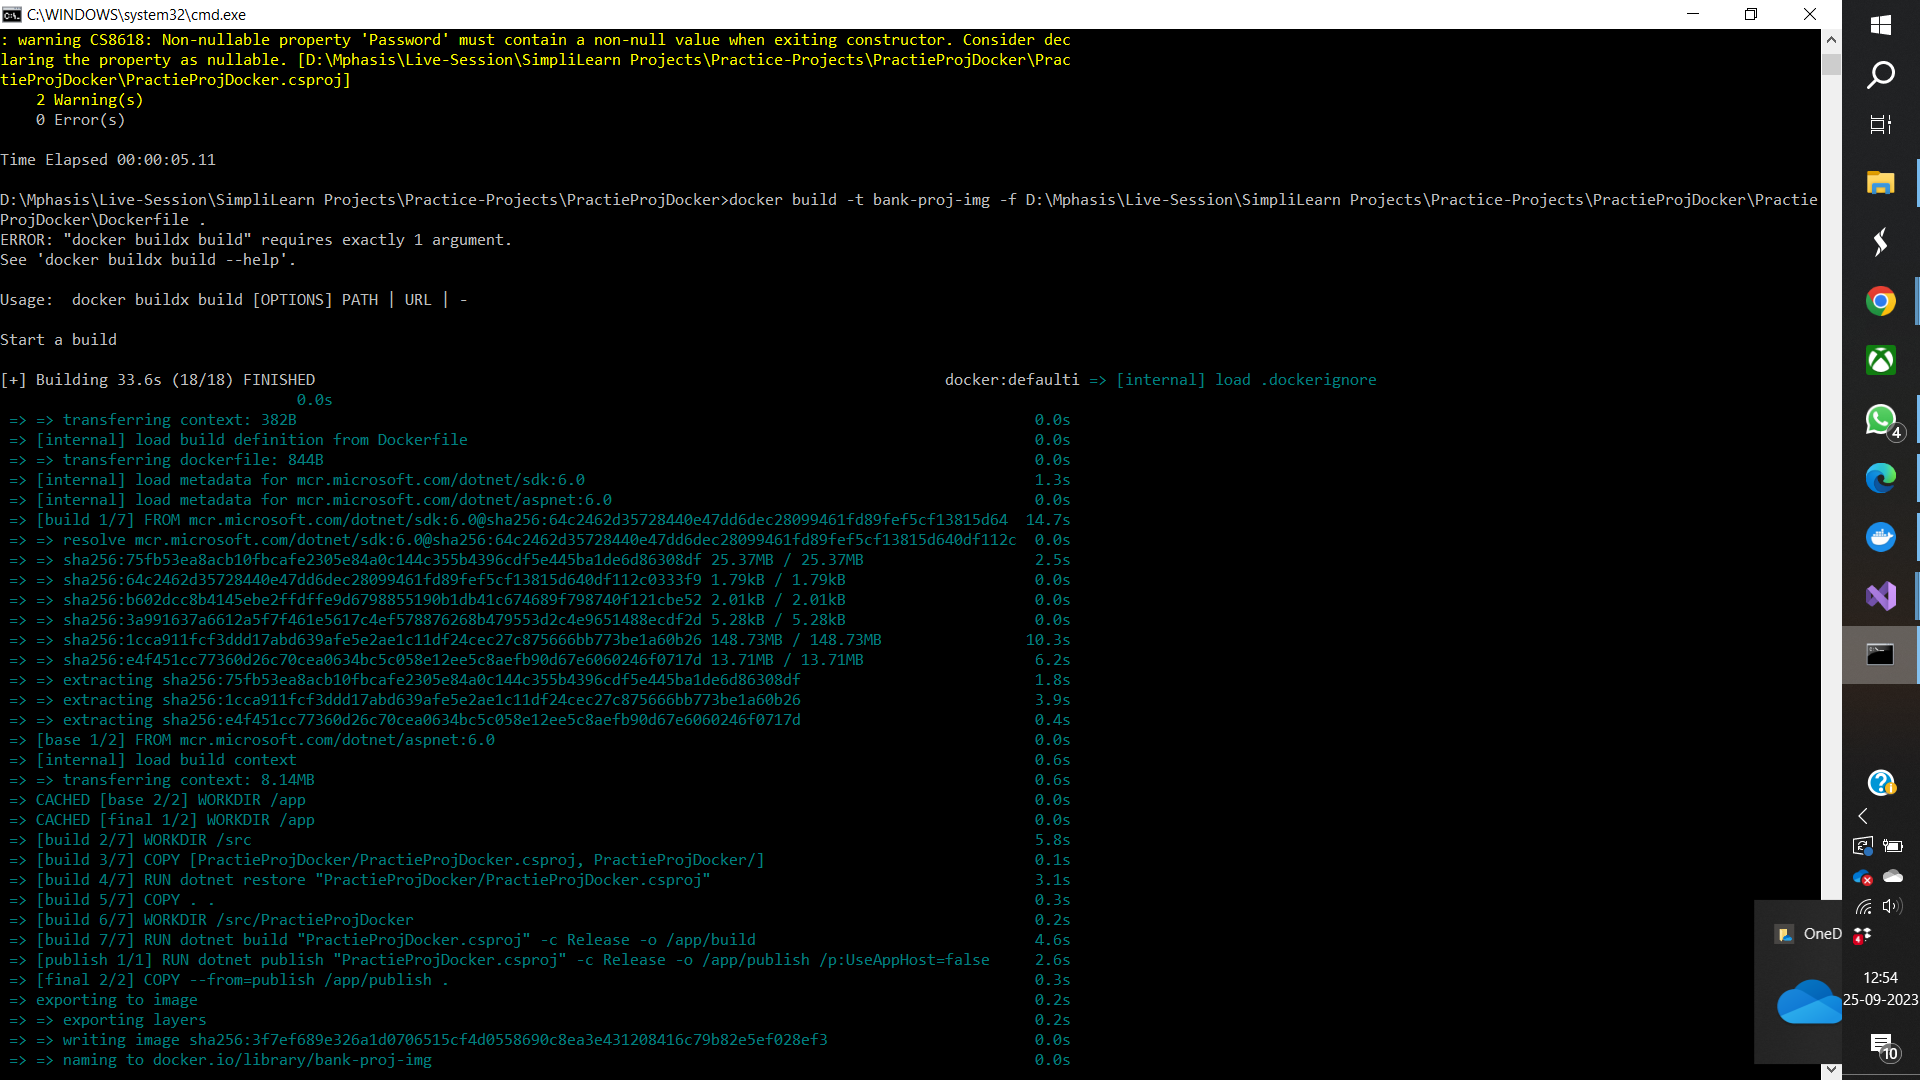 C:\WINDOWS\system32\cmd.exe
: warning CS8618: Non-nullable property 'Password' must contain a non-null value when exiting constructor. Consider dec
laring the property as nullable. [D:\Mphasis\Live-Session\SimpliLearn Projects\Practice-Projects\PractieProjDocker\Prac
tieProjDocker\PractieProjDocker.csproj]
    2 Warning(s)
    0 Error(s)
Time Elapsed 00:00:05.11
D:\Mphasis\Live-Session\SimpliLearn Projects\Practice-Projects\PractieProjDocker>docker build -t bank-proj-img -f D:\Mphasis\Live-Session\SimpliLearn Projects\Practice-Projects\PractieProjDocker\Practie
ProjDocker\Dockerfile .
ERROR: "docker buildx build" requires exactly 1 argument.
See 'docker buildx build --help'.
Usage:  docker buildx build [OPTIONS] PATH | URL | -
Start a build
[+] Building 33.6s (18/18) FINISHED docker:defaulti => [internal] load .dockerignore
0.0s
=> => transferring context: 382B 0.0s
=> [internal] load build definition from Dockerfile 0.0s
=> => transferring dockerfile: 844B 0.0s
=> [internal] load metadata for mcr.microsoft.com/dotnet/sdk:6.0 1.3s
=> [internal] load metadata for mcr.microsoft.com/dotnet/aspnet:6.0 0.0s
=> [build 1/7] FROM mcr.microsoft.com/dotnet/sdk:6.0@sha256:64c2462d35728440e47dd6dec28099461fd89fef5cf13815d64 14.7s
=> => resolve mcr.microsoft.com/dotnet/sdk:6.0@sha256:64c2462d35728440e47dd6dec28099461fd89fef5cf13815d640df112c 0.0s
=> => sha256:75fb53ea8acb10fbcafe2305e84a0c144c355b4396cdf5e445ba1de6d86308df 25.37MB / 25.37MB 2.5s
=> => sha256:64c2462d35728440e47dd6dec28099461fd89fef5cf13815d640df112c0333f9 1.79kB / 1.79kB 0.0s
=> => sha256:b602dcc8b4145ebe2ffdffe9d6798855190b1db41c674689f798740f121cbe52 2.01kB / 2.01kB 0.0s
=> => sha256:3a991637a6612a5f7f461e5617c4ef578876268b479553d2c4e9651488ecdf2d 5.28kB / 5.28kB 0.0s
=> => sha256:1cca911fcf3ddd17abd639afe5e2ae1c11df24cec27c875666bb773be1a60b26 148.73MB / 148.73MB 10.3s
=> => sha256:e4f451cc77360d26c70cea0634bc5c058e12ee5c8aefb90d67e6060246f0717d 13.71MB / 13.71MB 6.2s
=> => extracting sha256:75fb53ea8acb10fbcafe2305e84a0c144c355b4396cdf5e445ba1de6d86308df 1.8s
=> => extracting sha256:1cca911fcf3ddd17abd639afe5e2ae1c11df24cec27c875666bb773be1a60b26 3.9s
=> => extracting sha256:e4f451cc77360d26c70cea0634bc5c058e12ee5c8aefb90d67e6060246f0717d 0.4s
=> [base 1/2] FROM mcr.microsoft.com/dotnet/aspnet:6.0 0.0s
=> [internal] load build context 0.6s
=> => transferring context: 8.14MB 0.6s
=> CACHED [base 2/2] WORKDIR /app 0.0s
=> CACHED [final 1/2] WORKDIR /app 0.0s
=> [build 2/7] WORKDIR /src 5.8s
=> [build 3/7] COPY [PractieProjDocker/PractieProjDocker.csproj, PractieProjDocker/] 0.1s
=> [build 4/7] RUN dotnet restore "PractieProjDocker/PractieProjDocker.csproj" 3.1s
=> [build 5/7] COPY . . 0.3s
=> [build 6/7] WORKDIR /src/PractieProjDocker 0.2s
=> [build 7/7] RUN dotnet build "PractieProjDocker.csproj" -c Release -o /app/build 4.6s
=> [publish 1/1] RUN dotnet publish "PractieProjDocker.csproj" -c Release -o /app/publish /p:UseAppHost=false 2.6s
=> [final 2/2] COPY --from=publish /app/publish . 0.3s
=> exporting to image 0.2s
=> => exporting layers 0.2s
=> => writing image sha256:3f7ef689e326a1d0706515cf4d0558690c8ea3e431208416c79b82e5ef028ef3 0.0s
=> => naming to docker.io/library/bank-proj-img 0.0s
4
OneD
4
12:54
25-09-2023
10